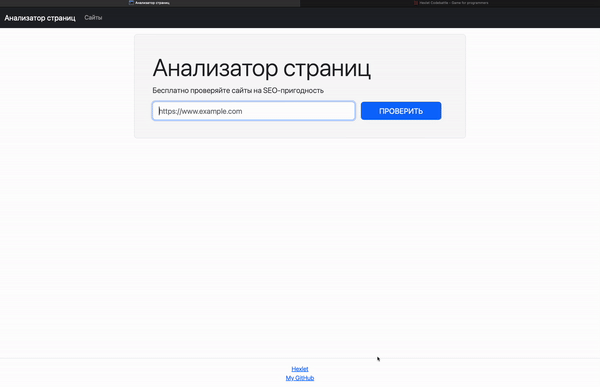 Анализатор страниц
Hexlet Codebattle - Game for programmers
Анализатор страниц Сайты
Анализатор страниц
Бесплатно проверяйте сайты на SEO-пригодность
https://www.example.com
ПРОВЕРИТЬ
Hexlet
My GitHub